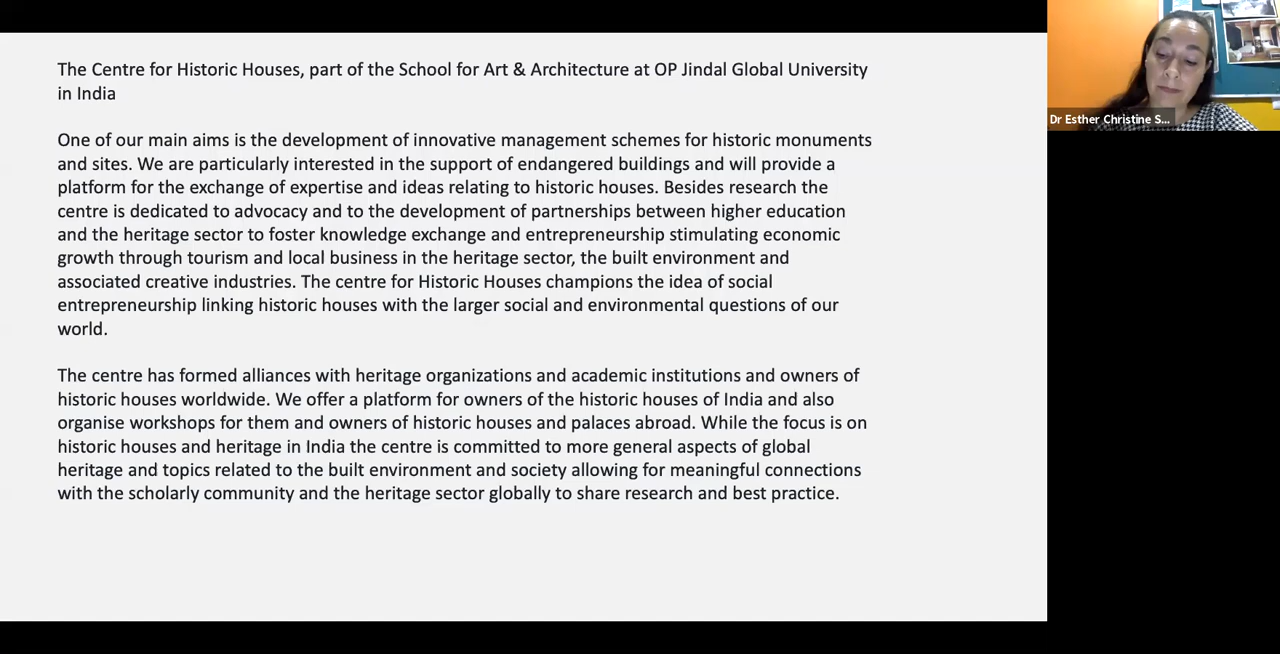 The Centre for Historic Houses, part of the School for Art & Architecture at OP Jindal Global University
in India
One of our main aims is the development of innovative management schemes for historic monuments
and sites. We are particularly interested in the support of endangered buildings and will provide a
platform for the exchange of expertise and ideas relating to historic houses. Besides research the
centre is dedicated to advocacy and to the development of partnerships between higher education
and the heritage sector to foster knowledge exchange and entrepreneurship stimulating economic
growth through tourism and local business in the heritage sector, the built environment and
associated creative industries. The centre for Historic Houses champions the idea of social
entrepreneurship linking historic houses with the larger social and environmental questions of our
world.
The centre has formed alliances with heritage organizations and academic institutions and owners of
historic houses worldwide. We offer a platform for owners of the historic houses of India and also
organise workshops for them and owners of historic houses and palaces abroad. While the focus is on
historic houses and heritage in India the centre is committed to more general aspects of global
heritage and topics related to the built environment and society allowing for meaningful connections
with the scholarly community and the heritage sector globally to share research and best practice.
Dr Esther Christine S...